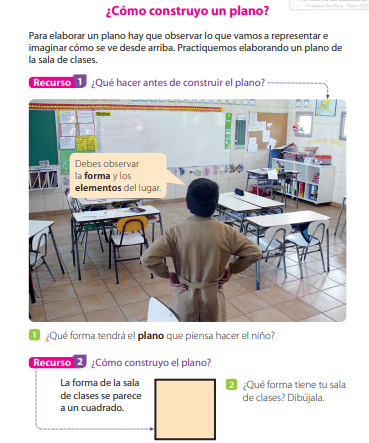 ¿Cómo construyo un plano?
Para elaborar un plano hay que observar lo que vamos a representar e
imaginar cómo se ve desde arriba. Practiquemos elaborando un plano de
la sala de clases.
Recurso 1 ¿Qué hacer antes de construir el plano?
Debes observar
la forma y los
elementos del lugar.
1 ¿Qué forma tendrá el plano que piensa hacer el niño?
Recurso 2 ¿Cómo construyo el plano?
La forma de la sala
de clases se parece
a un cuadrado.
2 ¿Qué forma tiene tu sala
de clases? Dibújala.